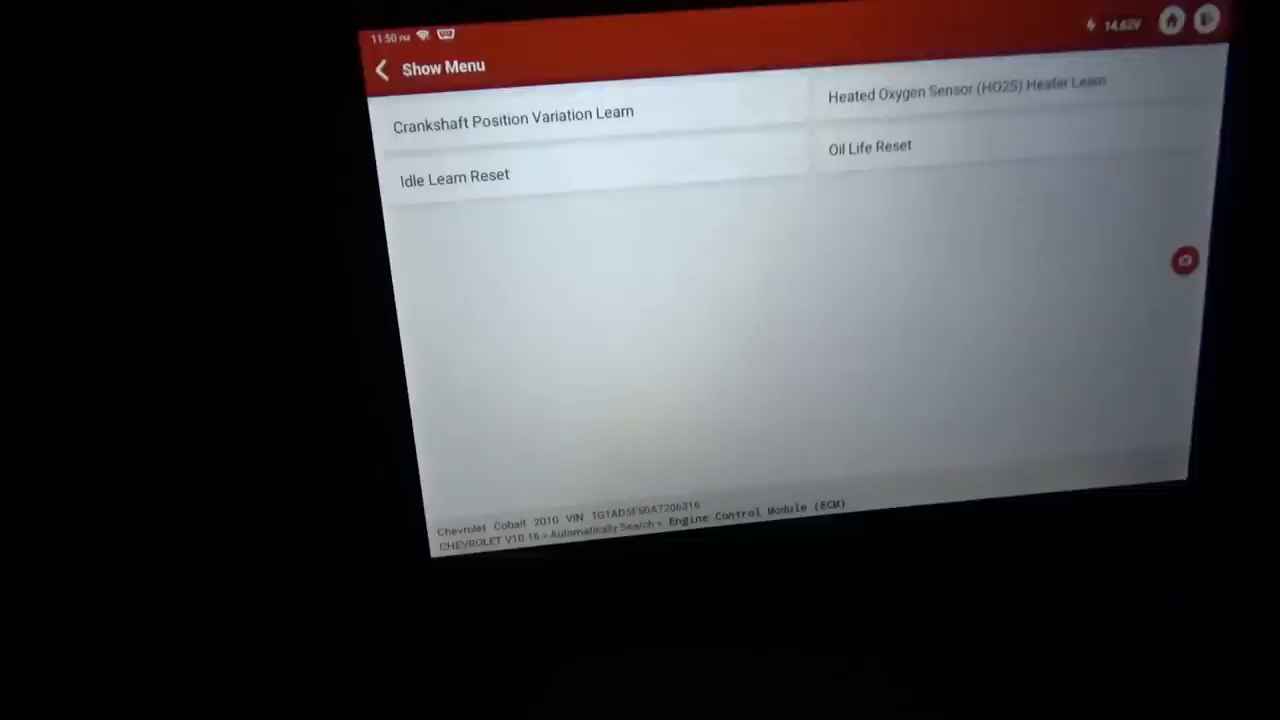 11:50 PM
14.62V
Show Menu
Crankshaft Position Variation Learn
Heated Oxygen Sensor (HO2S) Heater Learn
Idle Learn Reset
Oil Life Reset
Chevrolet Cobalt 2010 VIN 1G1AD5F50A7206316
CHEVROLET V10.16 > Automatically Search > Engine Control Module (ECM)